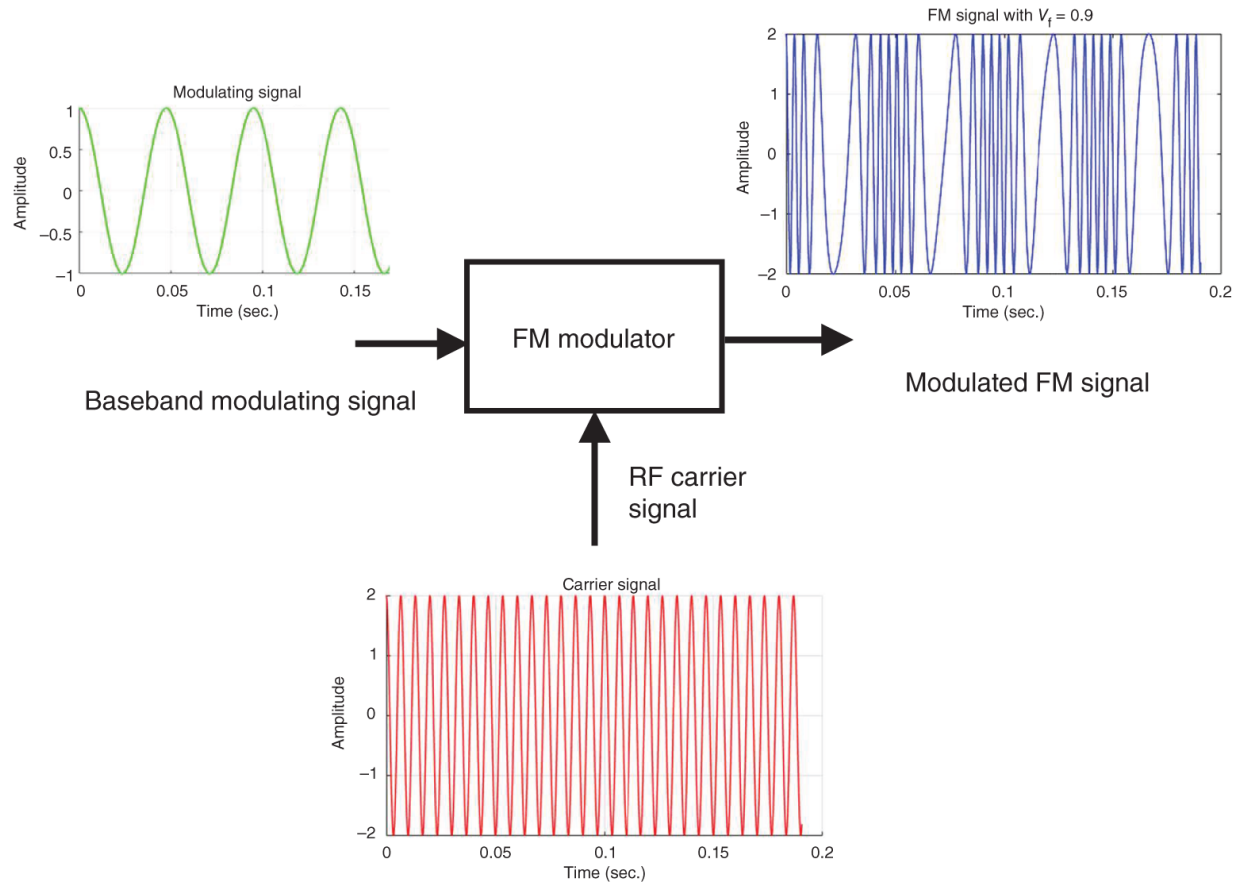 FM signal with Vf = 0.9
2
1
0
−1
−2
Amplitude
0
0.05
0.1
0.15
0.2
Time (sec.)
Modulating signal
1
0.5
0
−0.5
−1
Amplitude
0
0.05
0.1
0.15
Time (sec.)
FM modulator
Baseband modulating signal
Modulated FM signal
RF carrier
signal
Carrier signal
2
1
0
−1
−2
Amplitude
0
0.05
0.1
0.15
0.2
Time (sec.)